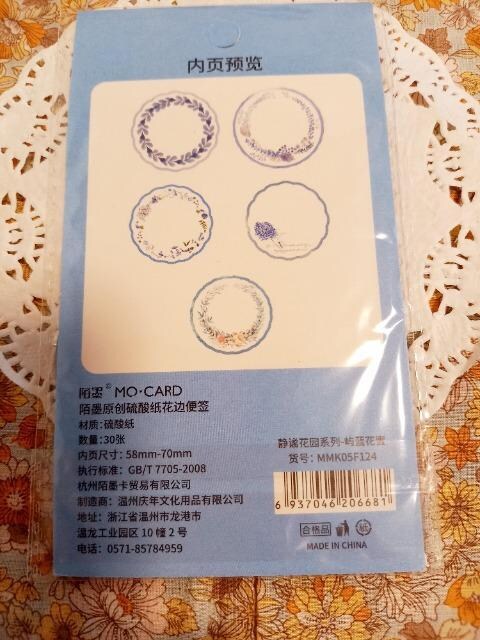 内页预览
陌墨® MO·CARD
陌墨原创硫酸纸花边便签
材质: 硫酸纸
数量: 30张
内页尺寸: 58mm-70mm
执行标准: GB/T 7705-2008
杭州陌墨卡贸易有限公司
制造商: 温州庆年文化用品有限公司
地址: 浙江省温州市龙港市
温龙工业园区 10 幢 2 号
电话: 0571-85784959
静谧花园系列-屿蓝花蜜
货号: MMK05F124
6 937046 206681
合格品
纸
MADE IN CHINA